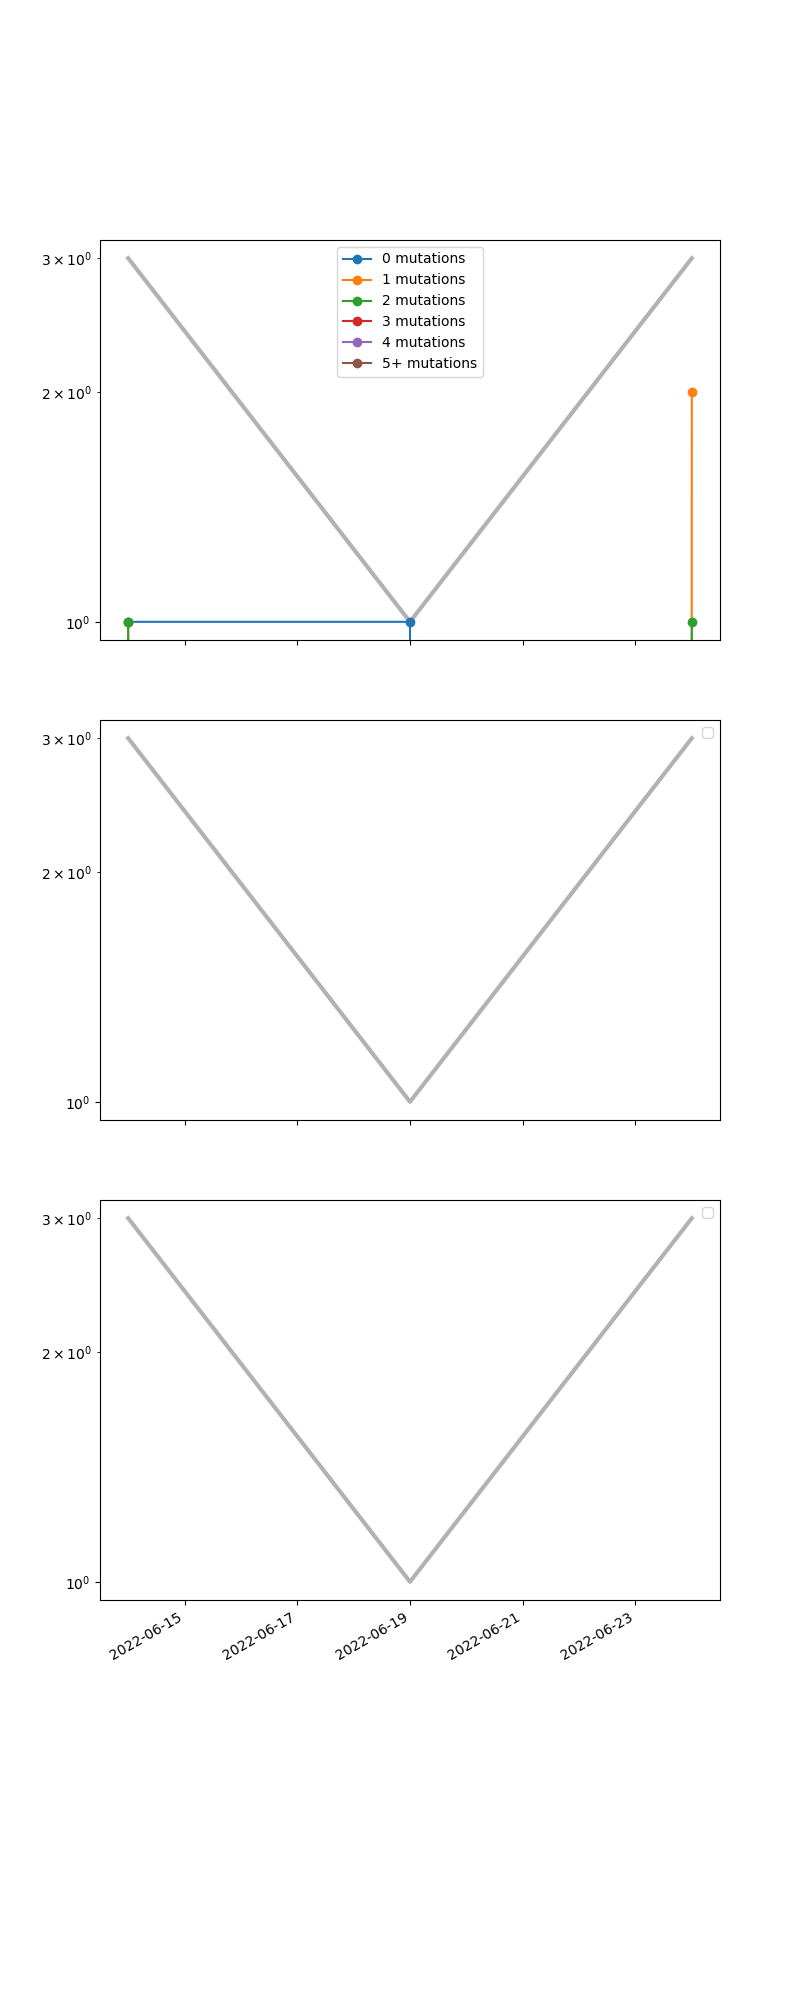 3 × 10⁰
2 × 10⁰
10⁰
0 mutations
1 mutations
2 mutations
3 mutations
4 mutations
5+ mutations
3 × 10⁰
2 × 10⁰
10⁰
3 × 10⁰
2 × 10⁰
10⁰
2022-06-15
2022-06-17
2022-06-19
2022-06-21
2022-06-23